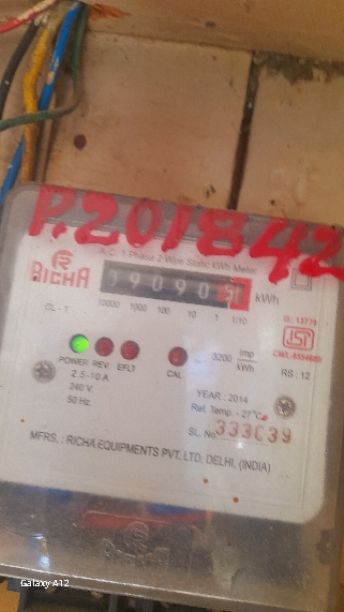 P.201842
A.C. 1 Phase 2 Wire Static kWh Meter
RICHA
09090 kWh
CL - 1
10000 1000 100 10 1 1/10
IS: 13779
ISI
POWER REV. EFLT CAL
3200 imp/kWh
RS : 12
2.5-10 A
240 V.
50 Hz.
YEAR : 2014
Ref. Temp. - 27°C
SL. No.
MFRS. : RICHA EQUIPMENTS PVT. LTD. DELHI, (INDIA)
Galaxy A12